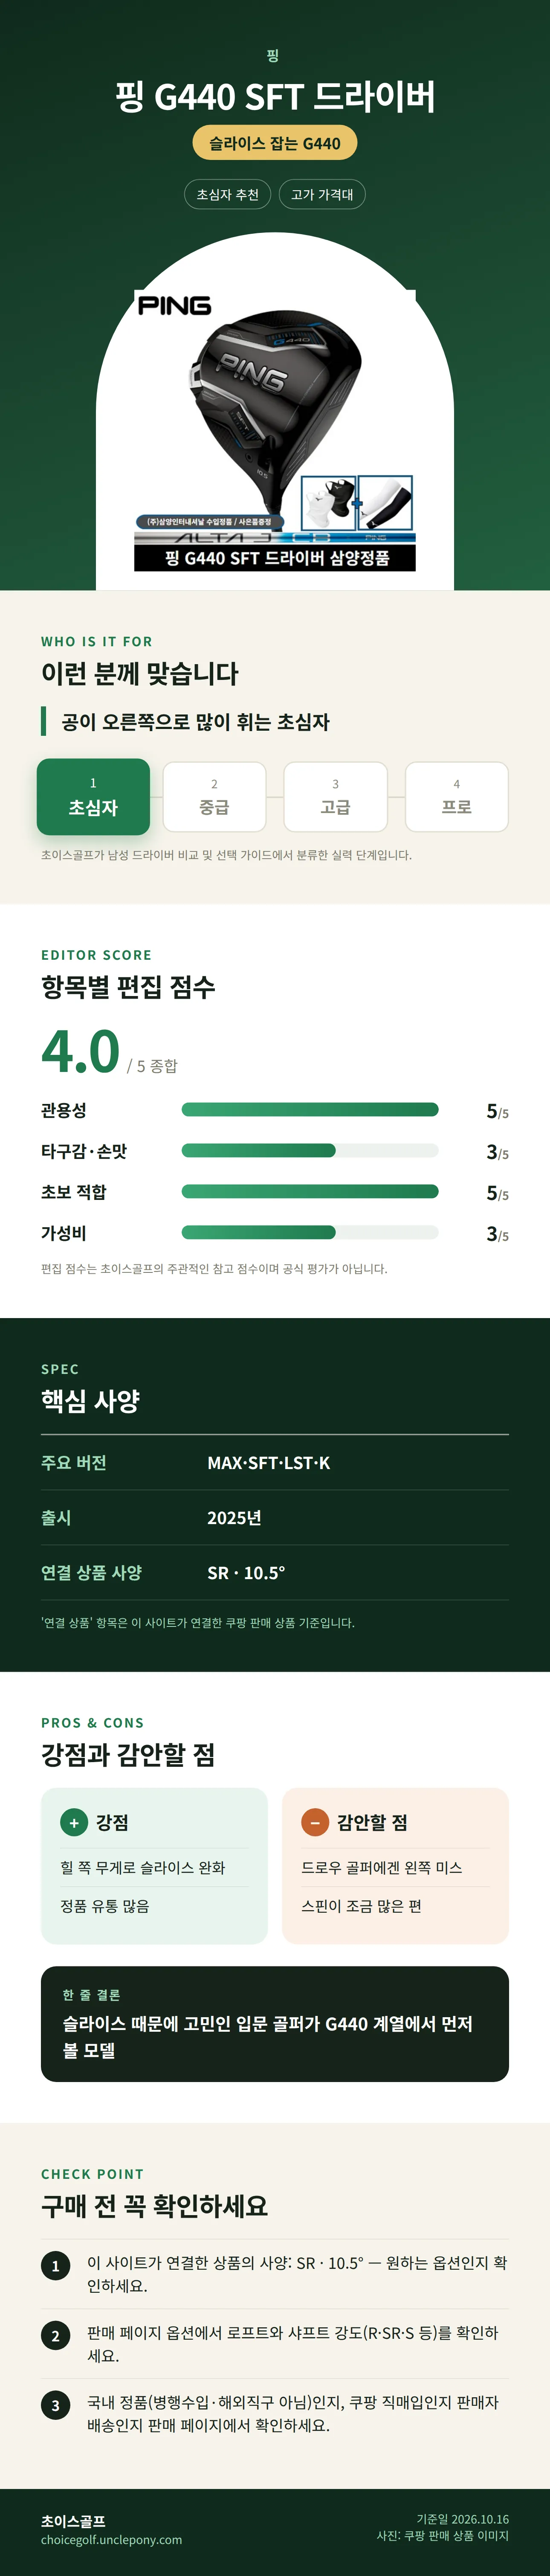 핑
핑 G440 SFT 드라이버
슬라이스 잡는 G440
초심자 추천
고가 가격대
PING
G440
PING
10.5
(주)삼양인터내셔날 수입정품 / 사은품증정
ALTA J CB
PING
핑 G440 SFT 드라이버 삼양정품
WHO IS IT FOR
이런 분께 맞습니다
공이 오른쪽으로 많이 휘는 초심자
1
초심자
2
중급
3
고급
4
프로
초이스골프가 남성 드라이버 비교 및 선택 가이드에서 분류한 실력 단계입니다.
EDITOR SCORE
항목별 편집 점수
4.0 / 5 종합
관용성 5/5
타구감·손맛 3/5
초보 적합 5/5
가성비 3/5
편집 점수는 초이스골프의 주관적인 참고 점수이며 공식 평가가 아닙니다.
SPEC
핵심 사양
주요 버전 MAX·SFT·LST·K
출시 2025년
연결 상품 사양 SR · 10.5°
'연결 상품' 항목은 이 사이트가 연결한 쿠팡 판매 상품 기준입니다.
PROS & CONS
강점과 감안할 점
+ 강점
힐 쪽 무게로 슬라이스 완화
정품 유통 많음
− 감안할 점
드로우 골퍼에겐 왼쪽 미스
스핀이 조금 많은 편
한 줄 결론
슬라이스 때문에 고민인 입문 골퍼가 G440 계열에서 먼저
볼 모델
CHECK POINT
구매 전 꼭 확인하세요
1 이 사이트가 연결한 상품의 사양: SR · 10.5° — 원하는 옵션인지 확
인하세요.
2 판매 페이지 옵션에서 로프트와 샤프트 강도(R·SR·S 등)를 확인하
세요.
3 국내 정품(병행수입·해외직구 아님)인지, 쿠팡 직매입인지 판매자
배송인지 판매 페이지에서 확인하세요.
초이스골프
choicegolf.unclepony.com
기준일 2026.10.16
사진: 쿠팡 판매 상품 이미지